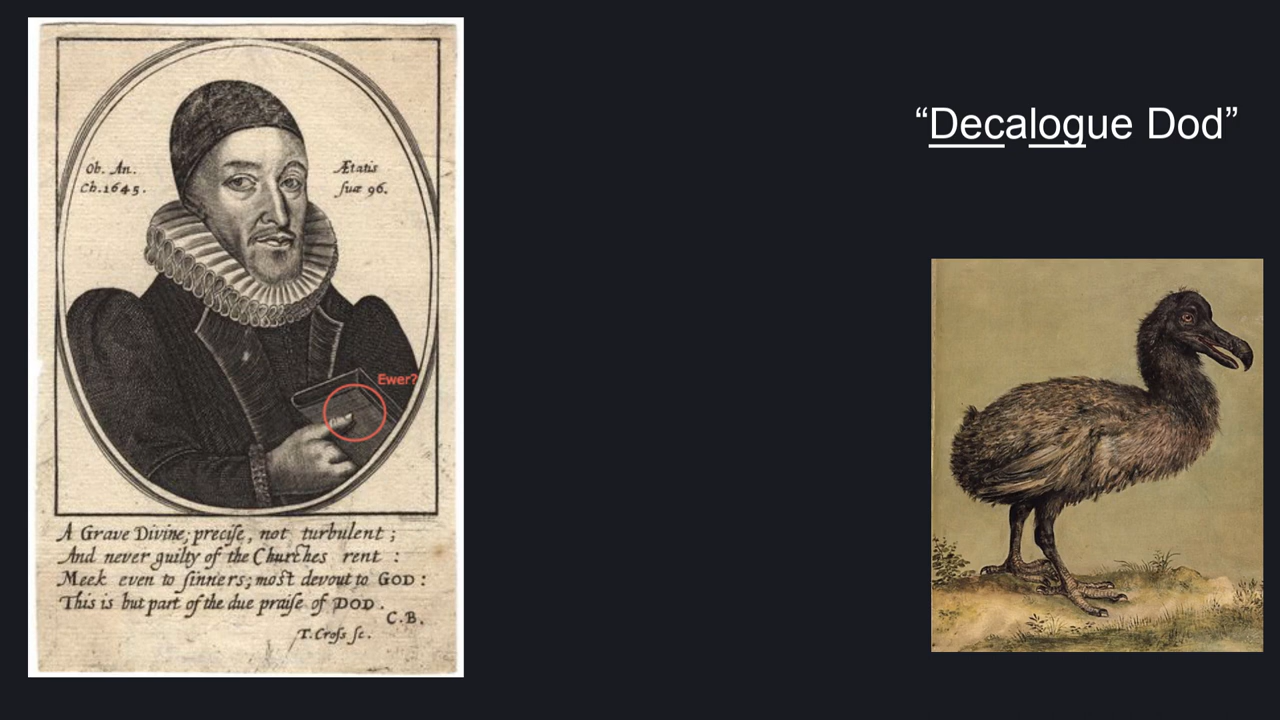 Ob. An.
Ch. 1645.
Ætatis
ſuæ 96.
Ewer?
A Grave Divine; preciſe, not turbulent ;
And never guilty of the Churches rent :
Meek even to ſinners; moſt devout to GOD :
This is but part of the due praiſe of DOD.
C.B.
T. Croſs ſc.
“Decalogue Dod”